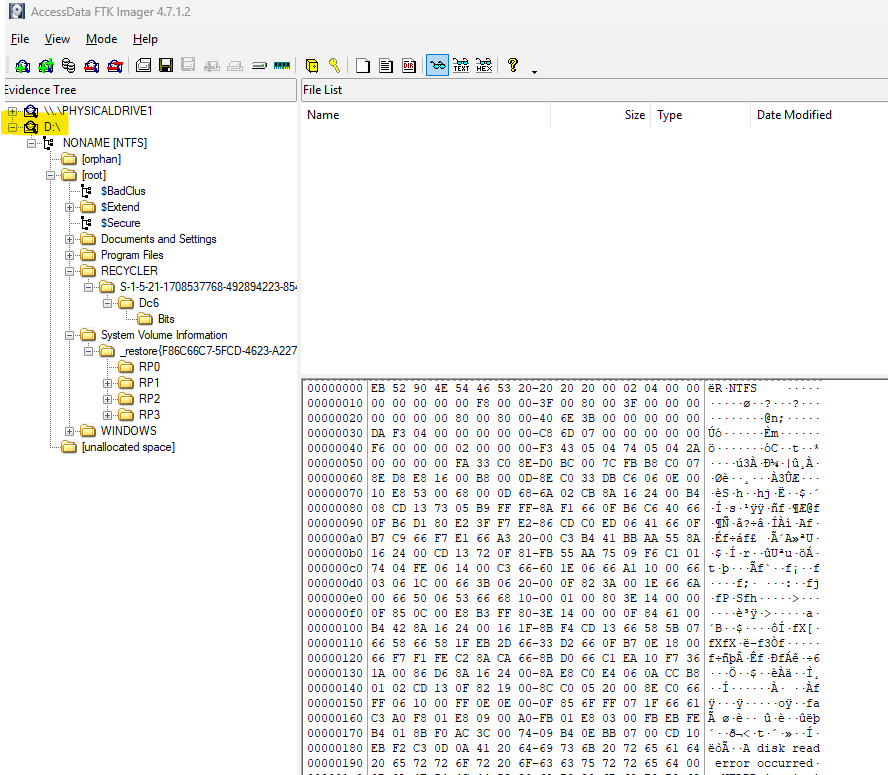 AccessData FTK Imager 4.7.1.2
File View Mode Help
DIR TEXT HEX ?
Evidence Tree
\\.\PHYSICALDRIVE1
D:\
NONAME [NTFS]
[orphan]
[root]
$BadClus
$Extend
$Secure
Documents and Settings
Program Files
RECYCLER
S-1-5-21-1708537768-492894223-854
Dc6
Bits
System Volume Information
_restore{F86C66C7-5FCD-4623-A227
RP0
RP1
RP2
RP3
WINDOWS
[unallocated space]
File List
Name Size Type Date Modified
00000000 EB 52 90 4E 54 46 53 20-20 20 20 00 02 04 00 00 ëR·NTFS ·····
00000010 00 00 00 00 00 F8 00 00-3F 00 80 00 3F 00 00 00 ·····ø··?···?···
00000020 00 00 00 00 80 00 80 00-40 6E 3B 00 00 00 00 00 ········@n;·····
00000030 DA F3 04 00 00 00 00 00-C8 6D 07 00 00 00 00 00 Úó······Èm······
00000040 F6 00 00 00 02 00 00 00-F3 43 05 04 74 05 04 2A ö·······óC··t··*
00000050 00 00 00 00 FA 33 C0 8E-D0 BC 00 7C FB B8 C0 07 ····ú3À·Ð¼·|û¸À·
00000060 8E D8 E8 16 00 B8 00 0D-8E C0 33 DB C6 06 0E 00 ·Øè··¸···À3ÛÆ···
00000070 10 E8 53 00 68 00 0D 68-6A 02 CB 8A 16 24 00 B4 ·èS·h··hj·Ë··$·´
00000080 08 CD 13 73 05 B9 FF FF-8A F1 66 0F B6 C6 40 66 ·Í·s·¹ÿÿ·ñf·¶Æ@f
00000090 0F B6 D1 80 E2 3F F7 E2-86 CD C0 ED 06 41 66 0F ·¶Ñ·â?÷â·ÍÀí·Af·
000000a0 B7 C9 66 F7 E1 66 A3 20-00 C3 B4 41 BB AA 55 8A ·Éf÷áf£ ·Ã´A»ªU·
000000b0 16 24 00 CD 13 72 0F 81-FB 55 AA 75 09 F6 C1 01 ·$·Í·r··ûUªu·öÁ·
000000c0 74 04 FE 06 14 00 C3 66-60 1E 06 66 A1 10 00 66 t·þ···Ãf`··f¡··f
000000d0 03 06 1C 00 66 3B 06 20-00 0F 82 3A 00 1E 66 6A ····f;· ···:··fj
000000e0 00 66 50 06 53 66 68 10-00 01 00 80 3E 14 00 00 ·fP·Sfh·····>···
000000f0 0F 85 0C 00 E8 B3 FF 80-3E 14 00 00 0F 84 61 00 ····è³ÿ·>·····a·
00000100 B4 42 8A 16 24 00 16 1F-8B F4 CD 13 66 58 5B 07 ´B··$····ôÍ·fX[·
00000110 66 58 66 58 1F EB 2D 66-33 D2 66 0F B7 0E 18 00 fXfX·ë-f3Òf·····
00000120 66 F7 F1 FE C2 8A CA 66-8B D0 66 C1 EA 10 F7 36 f÷ñþÂ·Êf·ÐfÁê·÷6
00000130 1A 00 86 D6 8A 16 24 00-8A E8 C0 E4 06 0A CC B8 ···Ö··$··èÀä··Ì¸
00000140 01 02 CD 13 0F 82 19 00-8C C0 05 20 00 8E C0 66 ··Í······À· ··Àf
00000150 FF 06 10 00 FF 0E 0E 00-0F 85 6F FF 07 1F 66 61 ÿ···ÿ·····oÿ··fa
00000160 C3 A0 F8 01 E8 09 00 A0-FB 01 E8 03 00 FB EB FE Ã ø·è·· û·è··ûëþ
00000170 B4 01 8B F0 AC 3C 00 74-09 B4 0E BB 07 00 CD 10 ´··ð¬<·t·´·»··Í·
00000180 EB F2 C3 0D 0A 41 20 64-69 73 6B 20 72 65 61 64 ëòÃ··A disk read
00000190 20 65 72 72 6F 72 20 6F-63 63 75 72 72 65 64 00 error occurred·